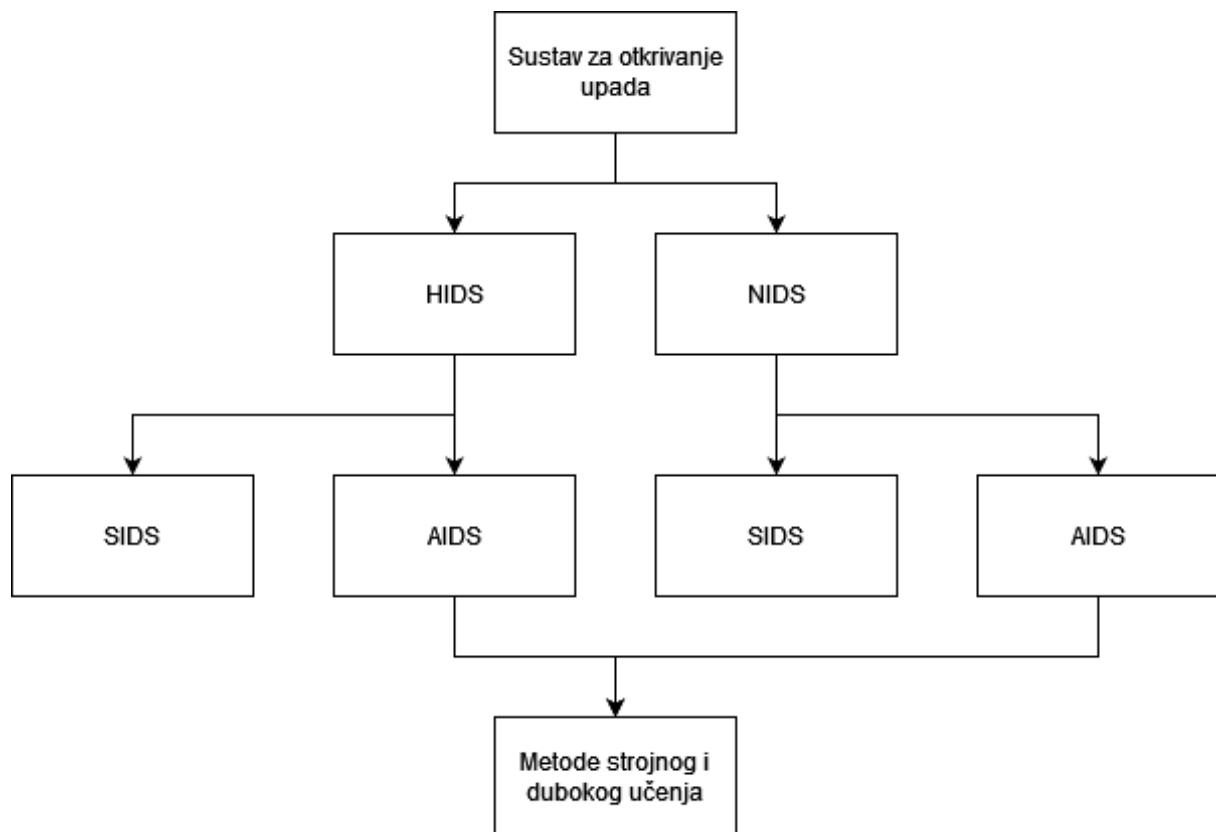 Sustav za otkrivanje
upada
HIDS
NIDS
SIDS
AIDS
SIDS
AIDS
Metode strojnog i
dubokog učenja